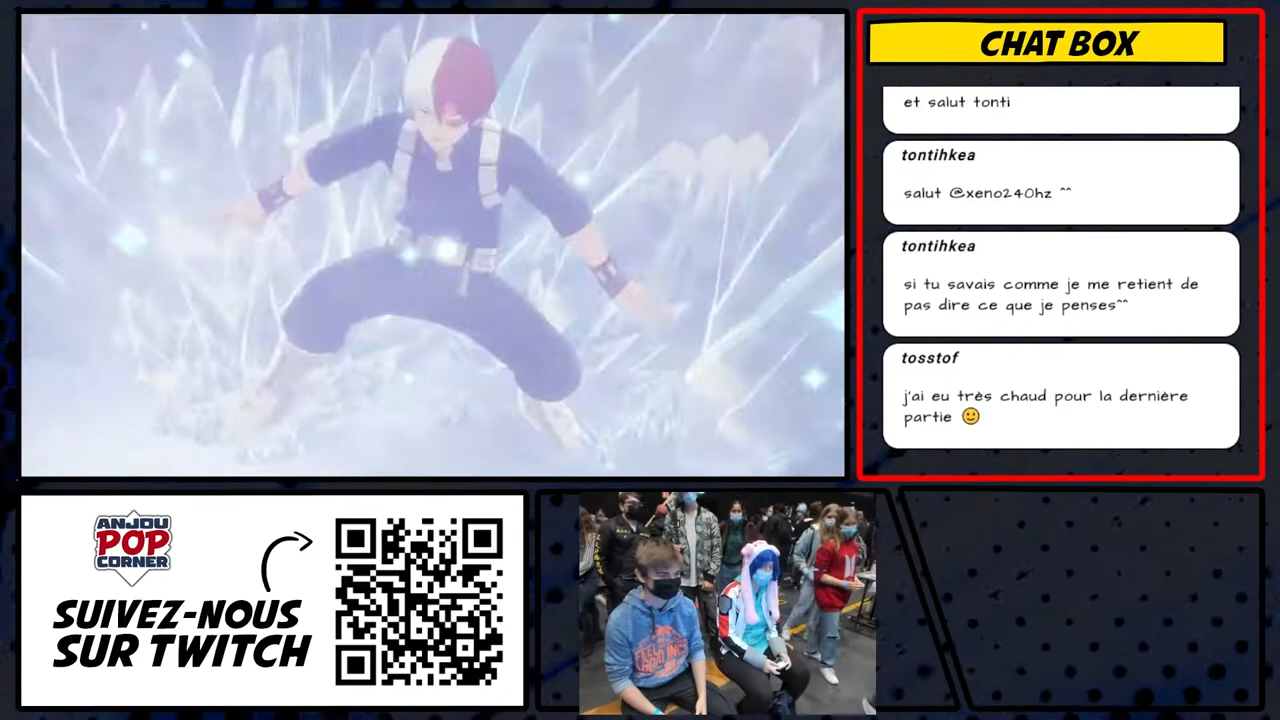 CHAT BOX
et salut tonti
tontihkea
salut @xeno240hz ^^
tontihkea
si tu savais comme je me retient de
pas dire ce que je penses^^
tosstof
j'ai eu très chaud pour la dernière
partie 🙂
ANJOU
POP
CORNER
SUIVEZ-NOUS
SUR TWITCH